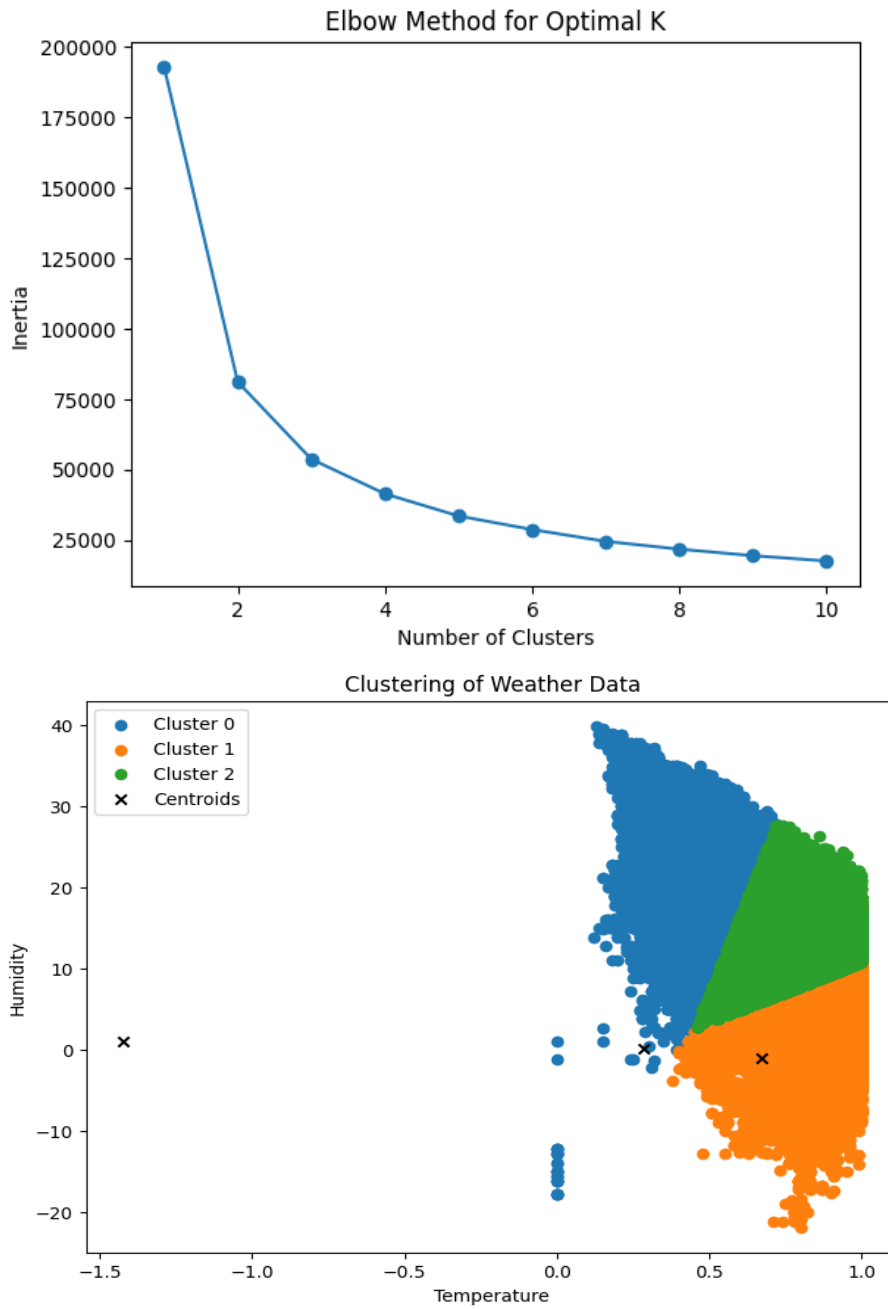 Elbow Method for Optimal K
200000
175000
150000
125000
100000
75000
50000
25000
Inertia
2 4 6 8 10
Number of Clusters
Clustering of Weather Data
Cluster 0
Cluster 1
Cluster 2
Centroids
40
30
20
10
0
−10
−20
Humidity
−1.5 −1.0 −0.5 0.0 0.5 1.0
Temperature